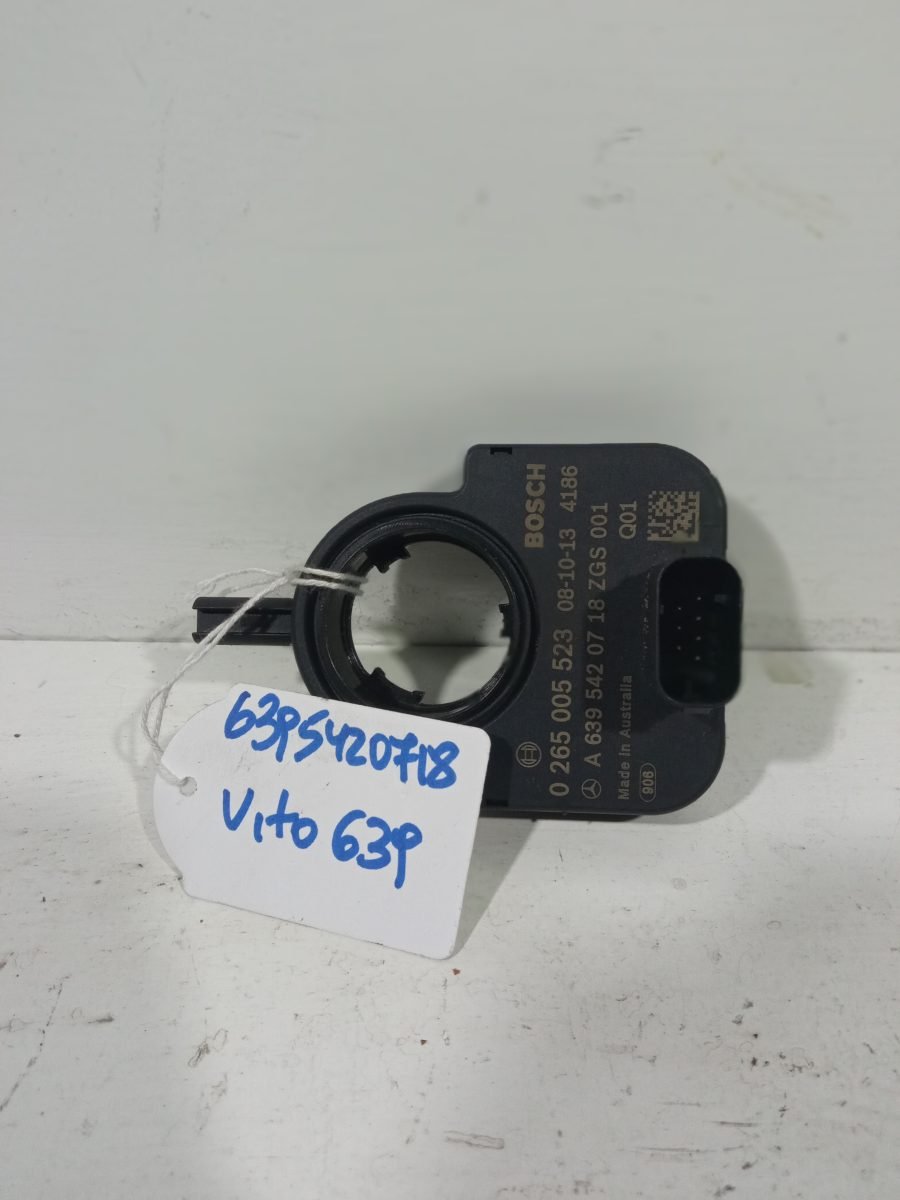 BOSCH
0 265 005 523 08-10-13 4186
A 639 542 07 18 ZGS 001
Made in Australia Q01
906
6395420718
Vito 639